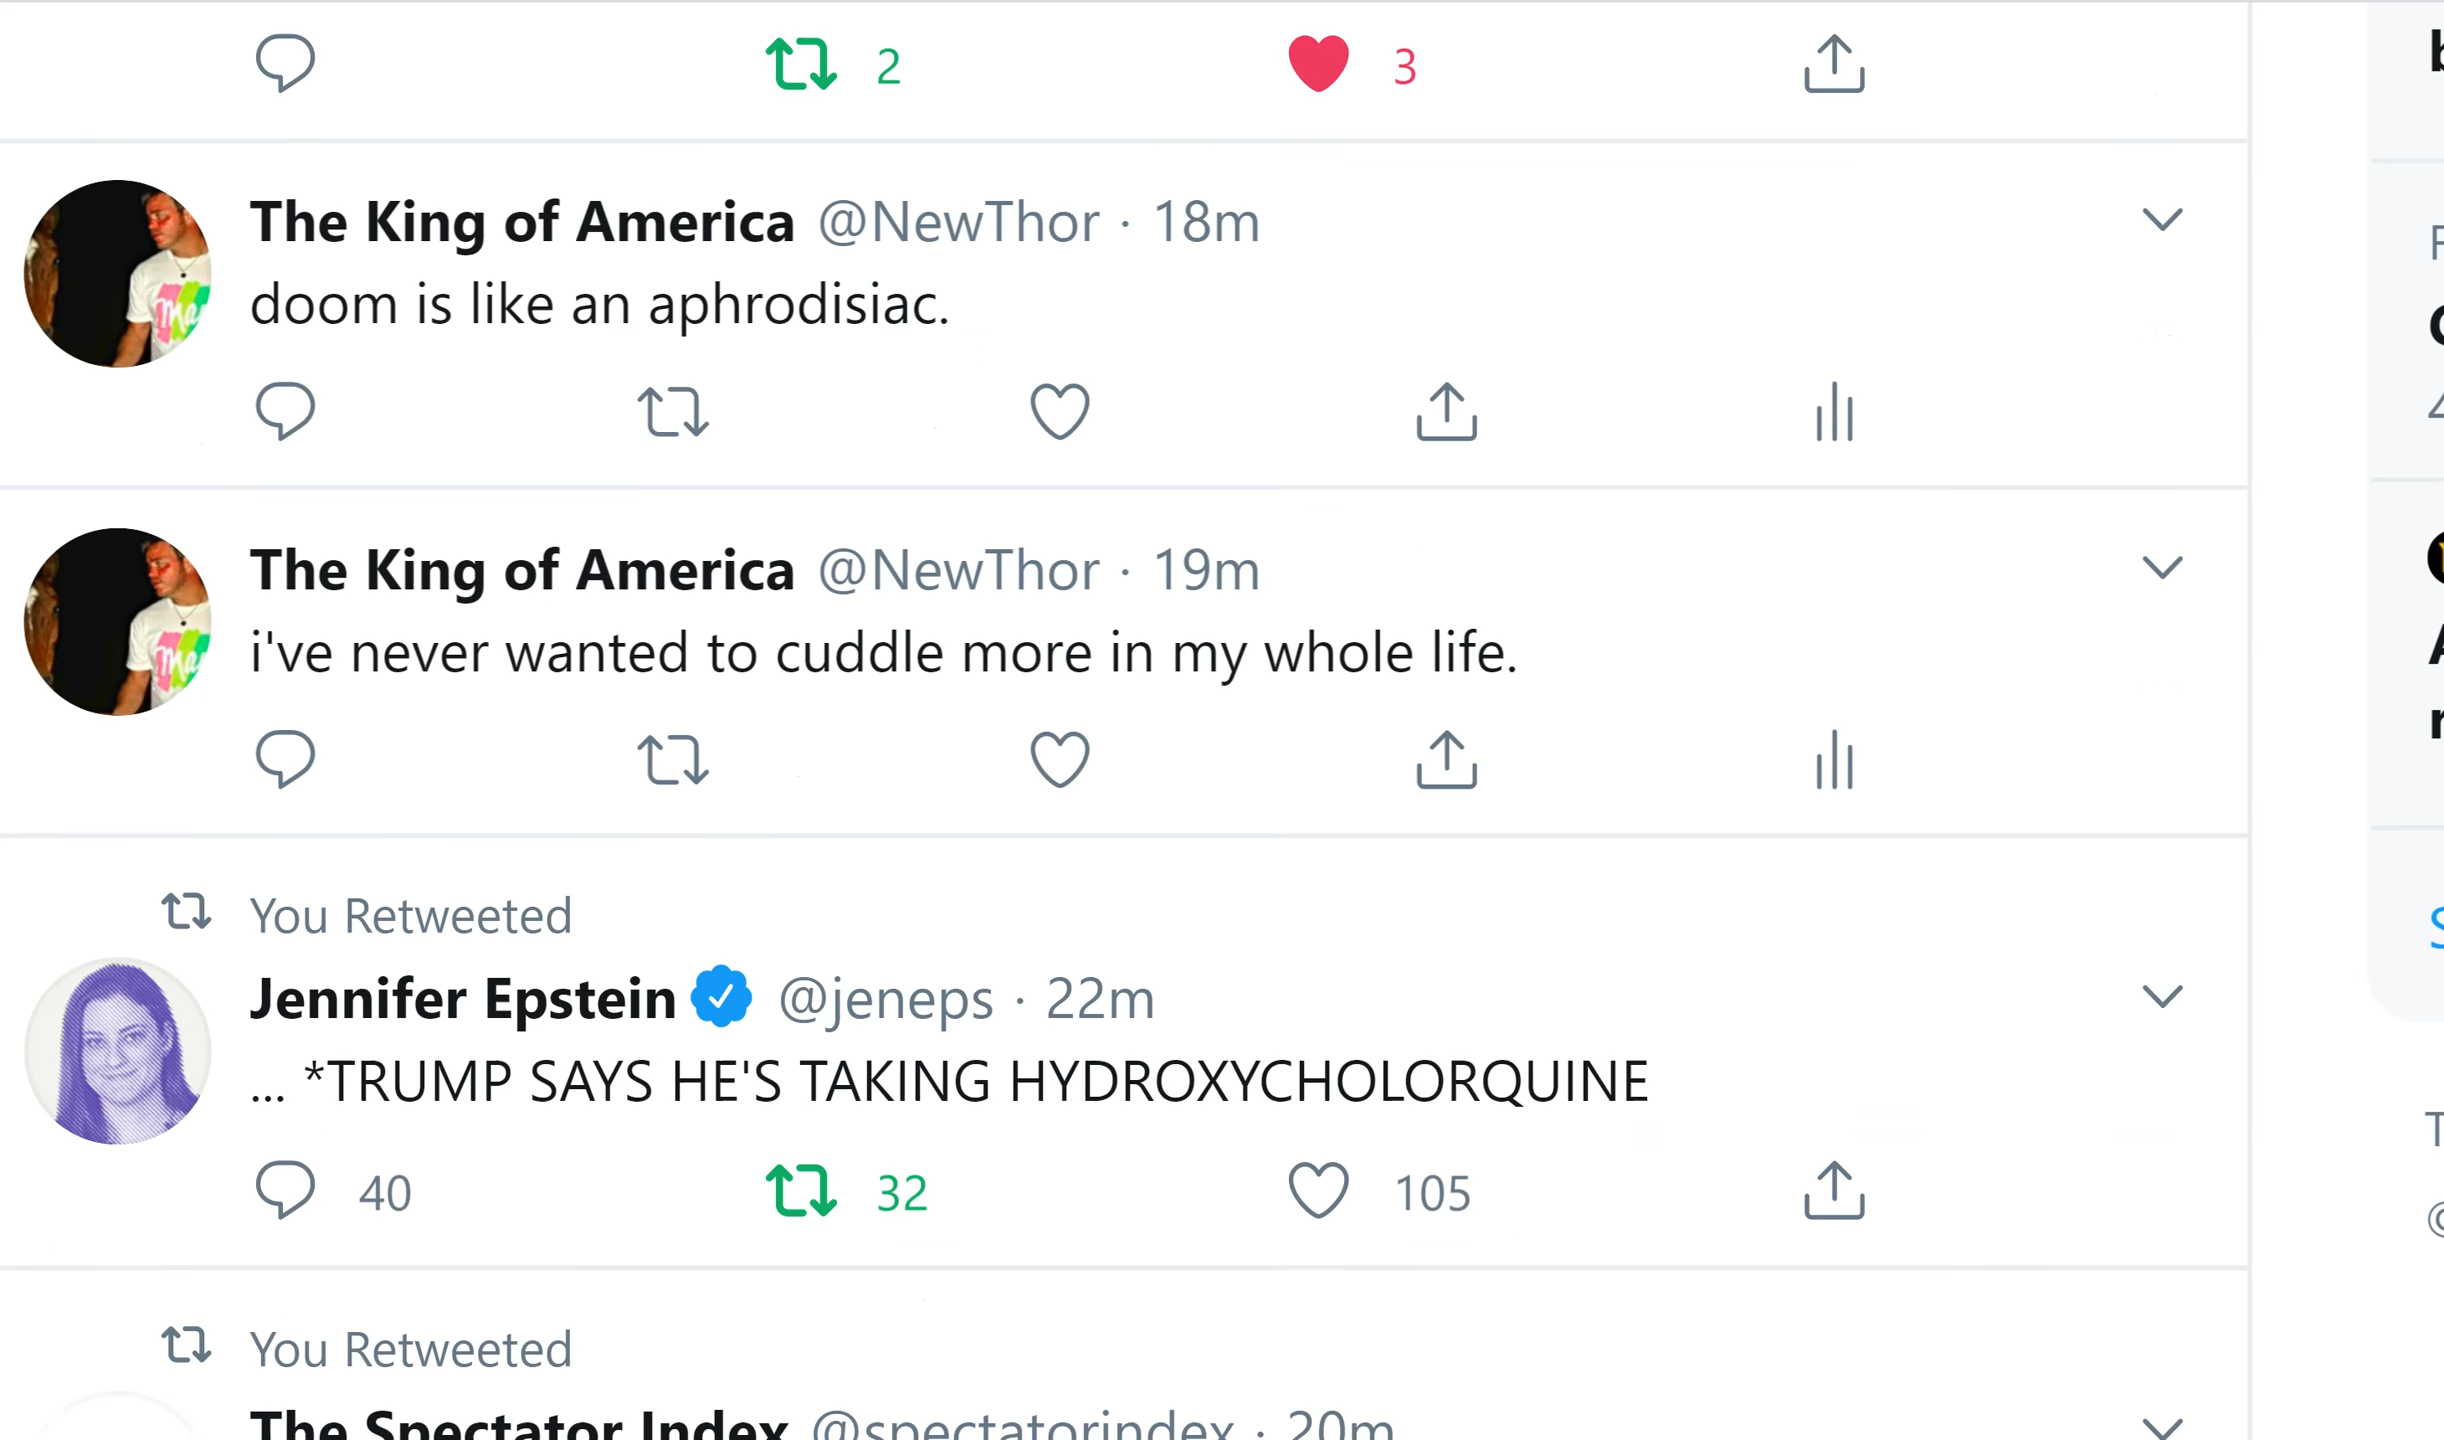 2 3
The King of America @NewThor · 18m
doom is like an aphrodisiac.
The King of America @NewThor · 19m
i've never wanted to cuddle more in my whole life.
You Retweeted
Jennifer Epstein @jeneps · 22m
... *TRUMP SAYS HE'S TAKING HYDROXYCHOLORQUINE
40 32 105
You Retweeted
The Spectator Index @spectatorindex · 20m